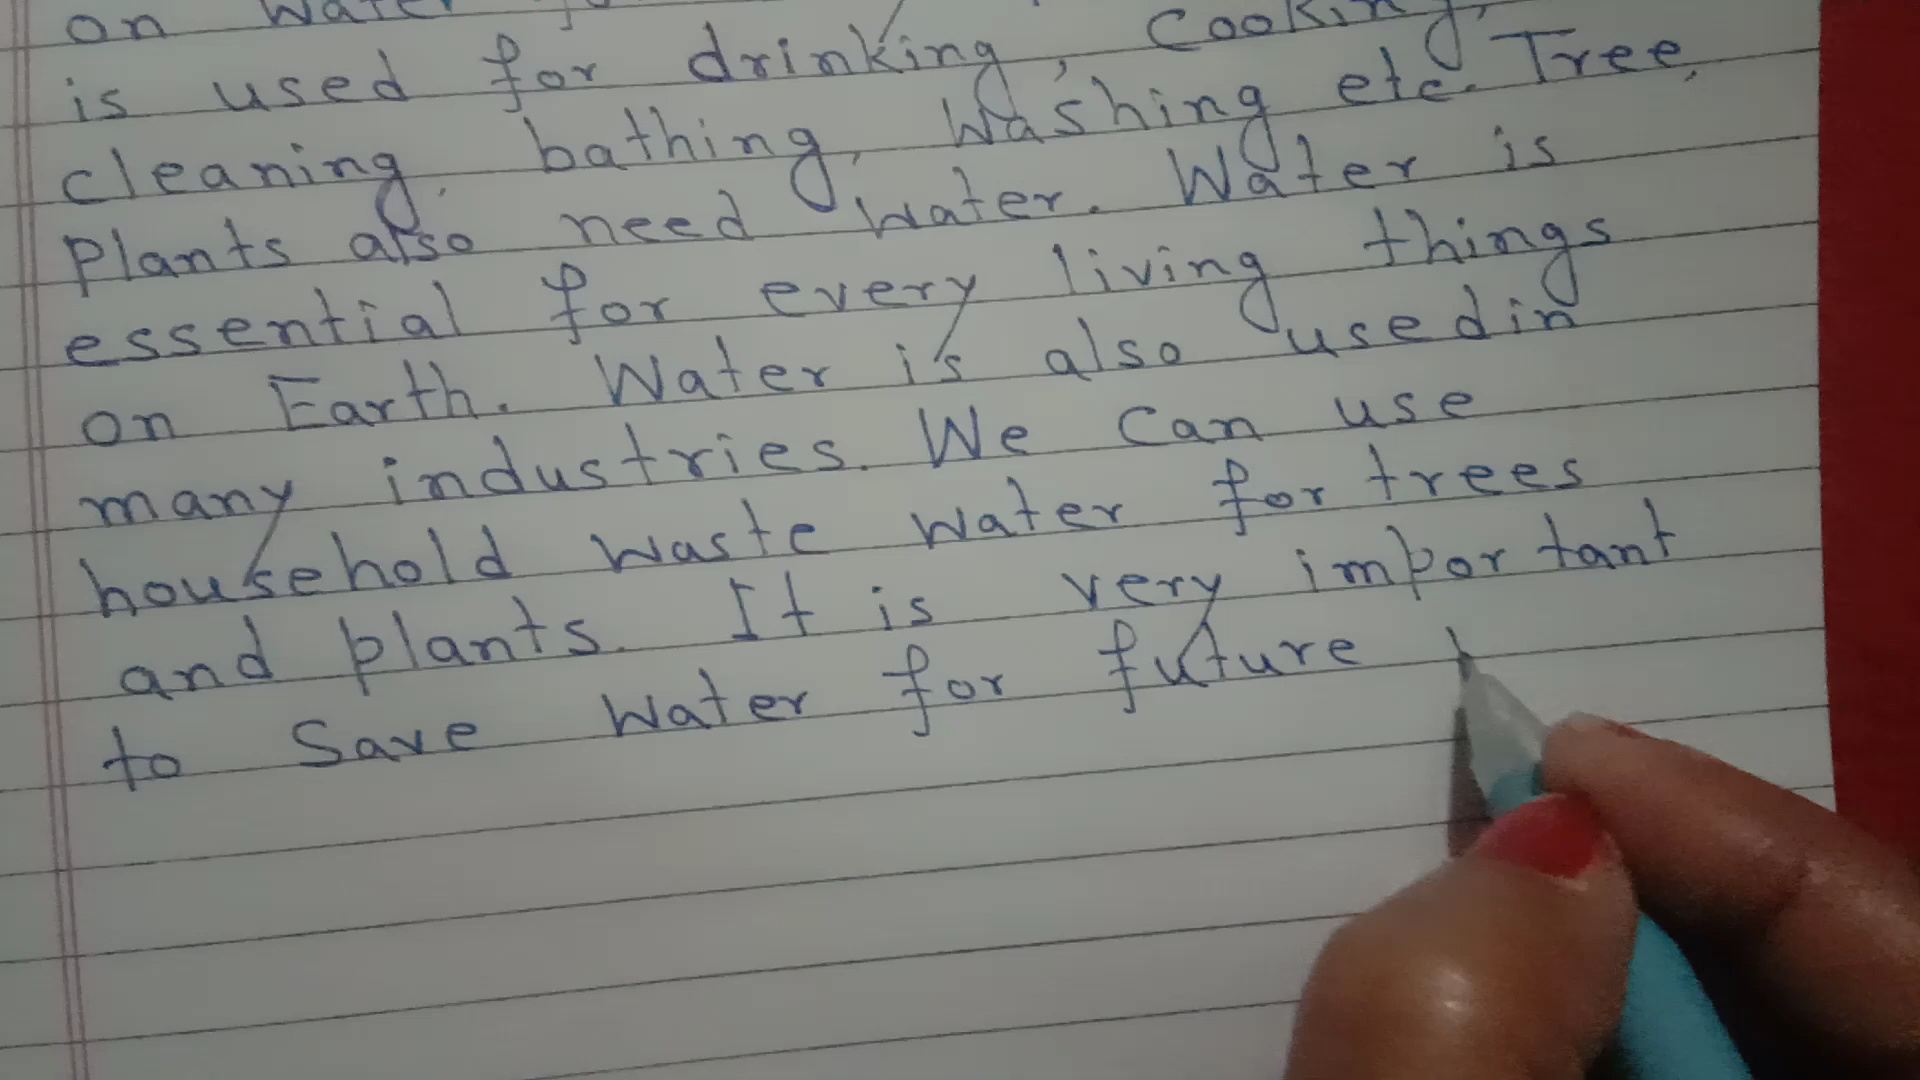 on water
is used for drinking, cooking,
cleaning, bathing, washing etc. Tree,
plants also need water. Water is
essential for every living things
on Earth. Water is also used in
many industries. We can use
household waste water for trees
and plants. It is very important
to save water for future